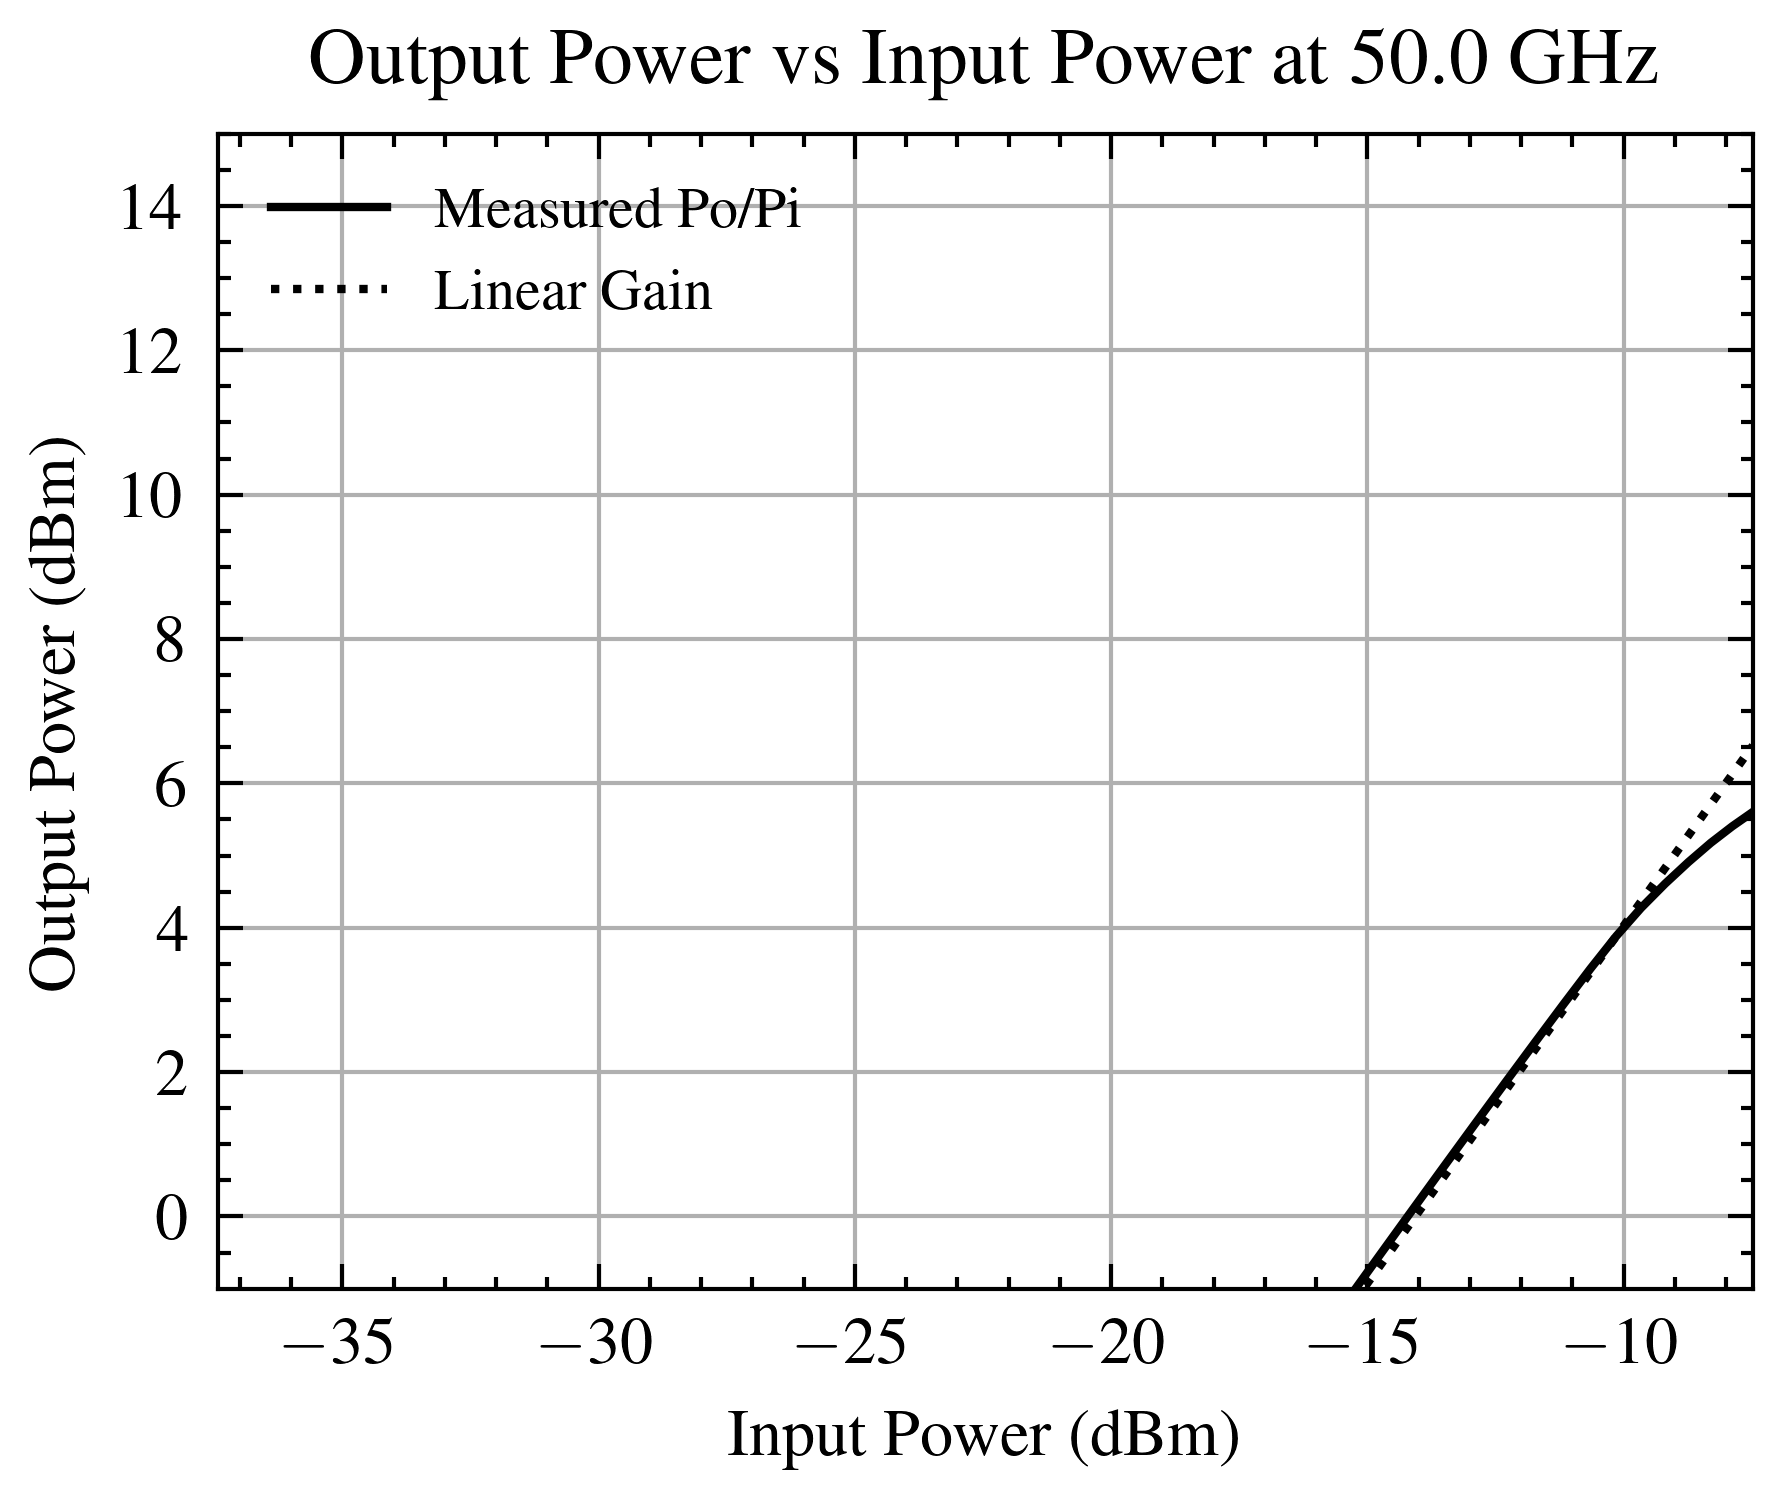 Output Power vs Input Power at 50.0 GHz
Measured Po/Pi
Linear Gain
14
12
10
8
6
4
2
0
Output Power (dBm)
−35 −30 −25 −20 −15 −10
Input Power (dBm)